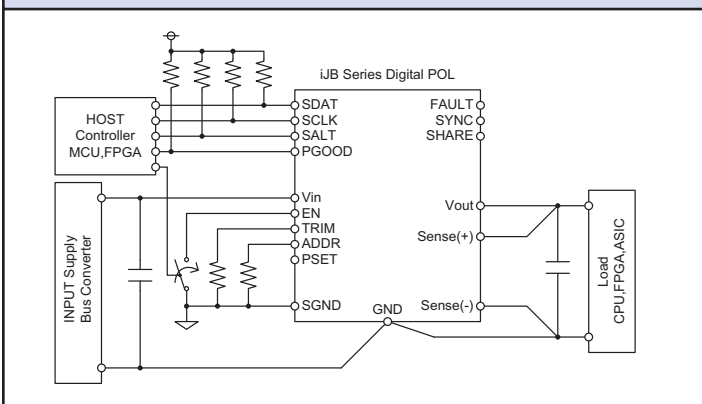 iJB Series Digital POL
HOST
Controller
MCU,FPGA
SDAT
SCLK
SALT
PGOOD
FAULT
SYNC
SHARE
INPUT Supply
Bus Converter
Vin
EN
TRIM
ADDR
PSET
SGND
GND
Vout
Sense(+)
Sense(-)
Load
CPU,FPGA,ASIC